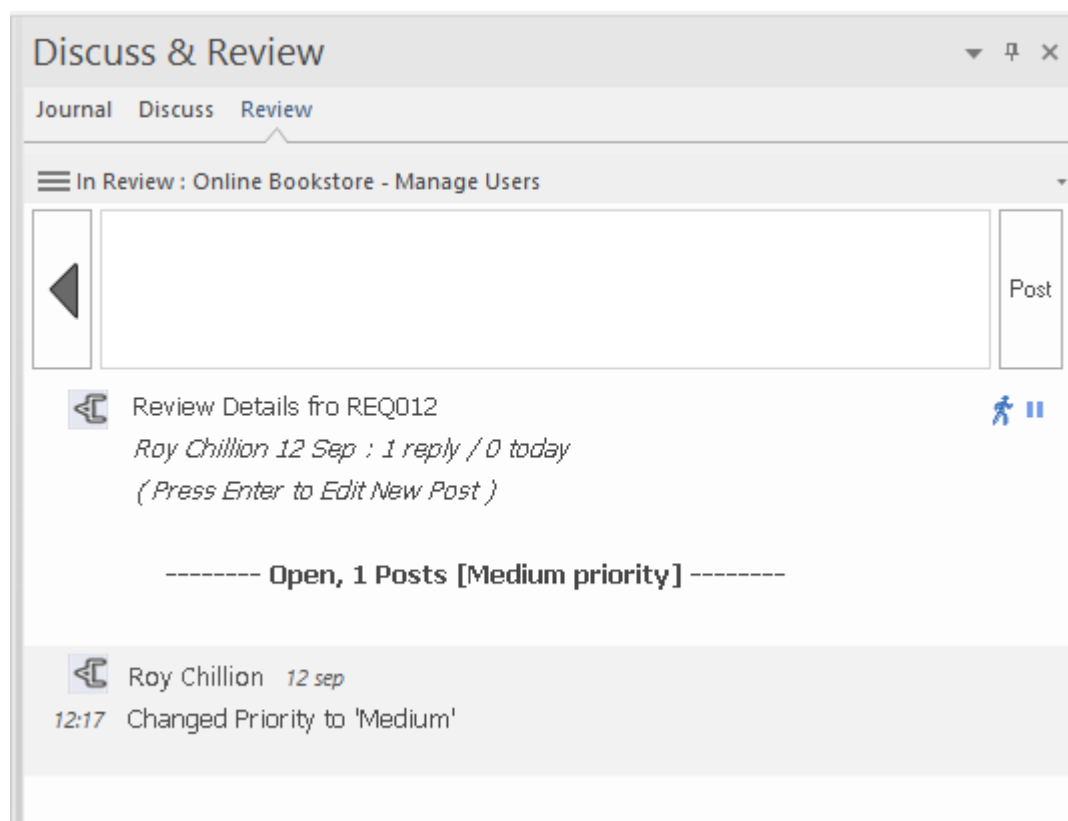 Discuss & Review
Journal Discuss Review
In Review : Online Bookstore - Manage Users
Post
Review Details fro REQ012
Roy Chillion 12 Sep : 1 reply / 0 today
( Press Enter to Edit New Post )
-------- Open, 1 Posts [Medium priority] --------
Roy Chillion 12 sep
12:17 Changed Priority to 'Medium'